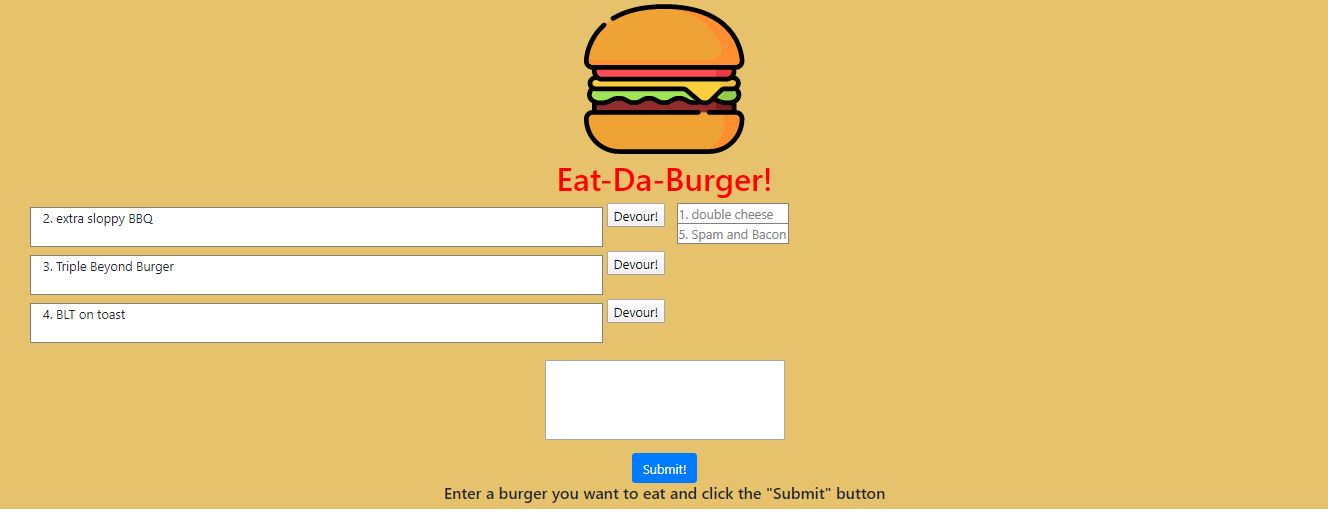 Eat-Da-Burger!
2. extra sloppy BBQ
Devour!
1. double cheese
5. Spam and Bacon
3. Triple Beyond Burger
Devour!
4. BLT on toast
Devour!
Submit!
Enter a burger you want to eat and click the "Submit" button